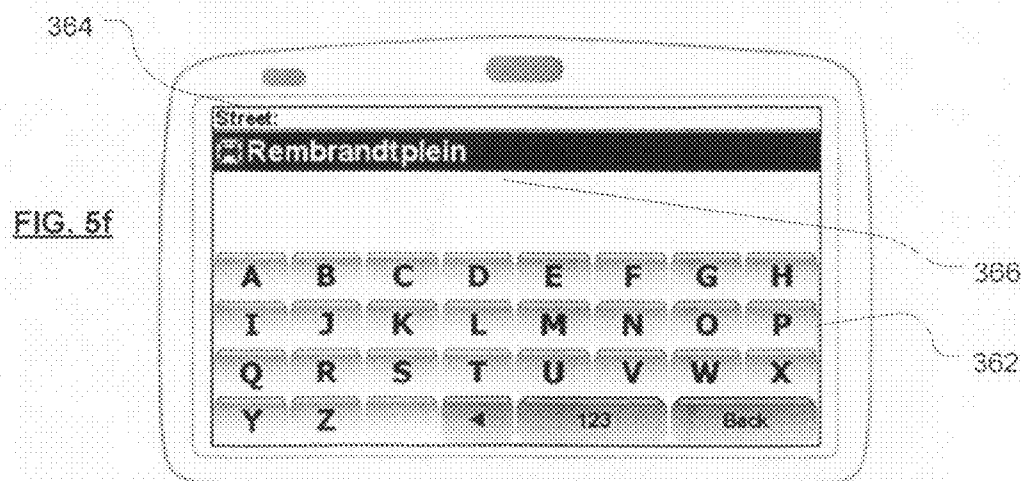 364
Street:
Rembrandtplein
FIG. 5f
A B C D E F G H
366
I J K L M N O P
362
Q R S T U V W X
Y Z 123 Back